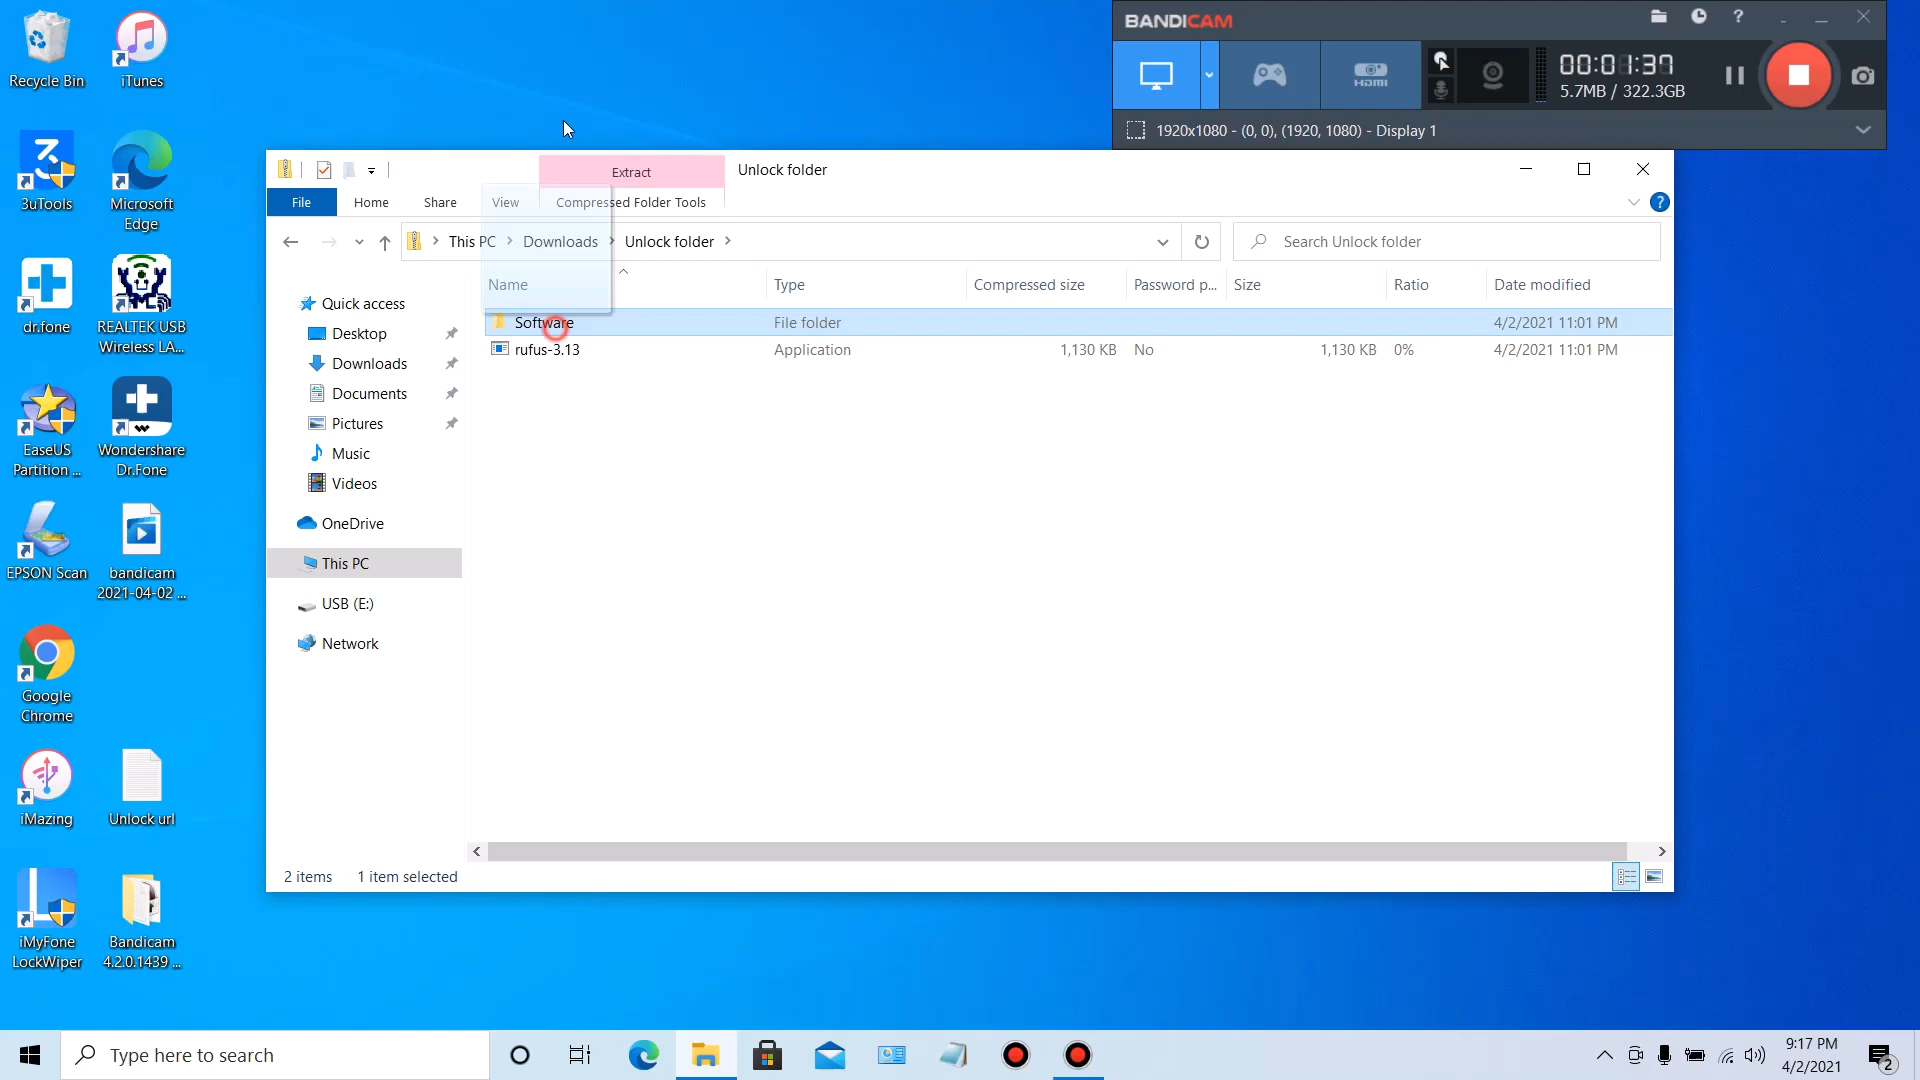 Recycle Bin
iTunes
3uTools
Microsoft
Edge
dr.fone
REALTEK USB
Wireless LA...
EaseUS
Partition ...
Wondershare
Dr.Fone
EPSON Scan
bandicam
2021-04-02 ...
Google
Chrome
iMazing
Unlock url
iMyFone
LockWiper
Bandicam
4.2.0.1439 ...
BANDICAM
?
HDMI
00:01:37
5.7MB / 322.3GB
1920x1080 - (0, 0), (1920, 1080) - Display 1
Extract
Unlock folder
File
Home
Share
View
Compressed Folder Tools
?
This PC
Downloads
Unlock folder
Search Unlock folder
Name
Type
Compressed size
Password p...
Size
Ratio
Date modified
Software
File folder
4/2/2021 11:01 PM
rufus-3.13
Application
1,130 KB
No
1,130 KB
0%
4/2/2021 11:01 PM
Quick access
Desktop
Downloads
Documents
Pictures
Music
Videos
OneDrive
This PC
USB (E:)
Network
2 items
1 item selected
Type here to search
9:17 PM
4/2/2021
2